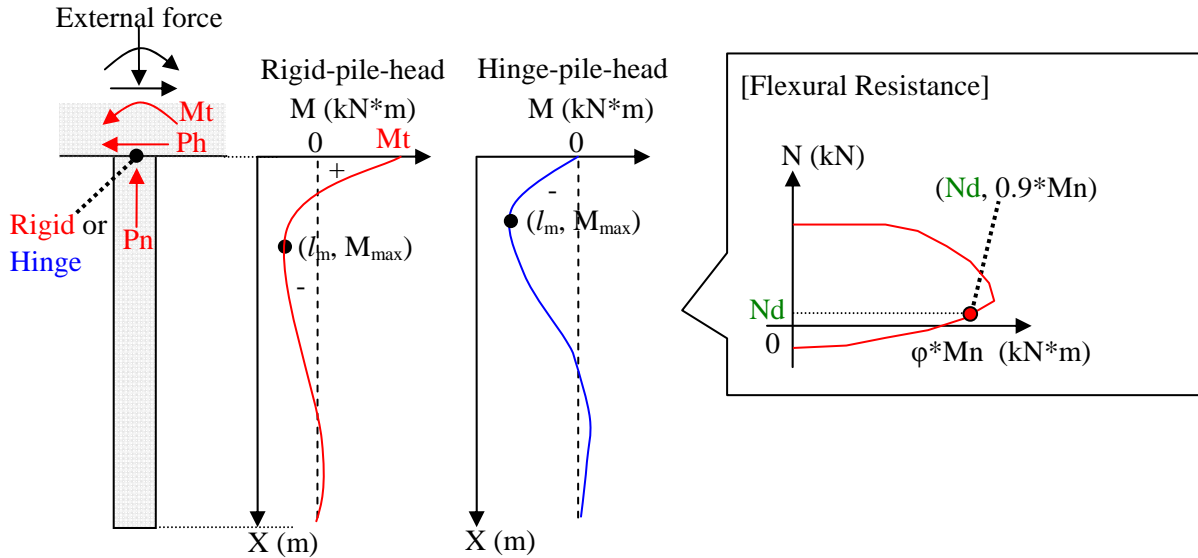 External force
Mt
Ph
Rigid or
Hinge
Pn
Rigid-pile-head
M (kN*m)
0
Mt
+
(lm, Mmax)
-
X (m)
Hinge-pile-head
M (kN*m)
0
-
(lm, Mmax)
X (m)
[Flexural Resistance]
N (kN)
(Nd, 0.9*Mn)
Nd
0
φ*Mn (kN*m)